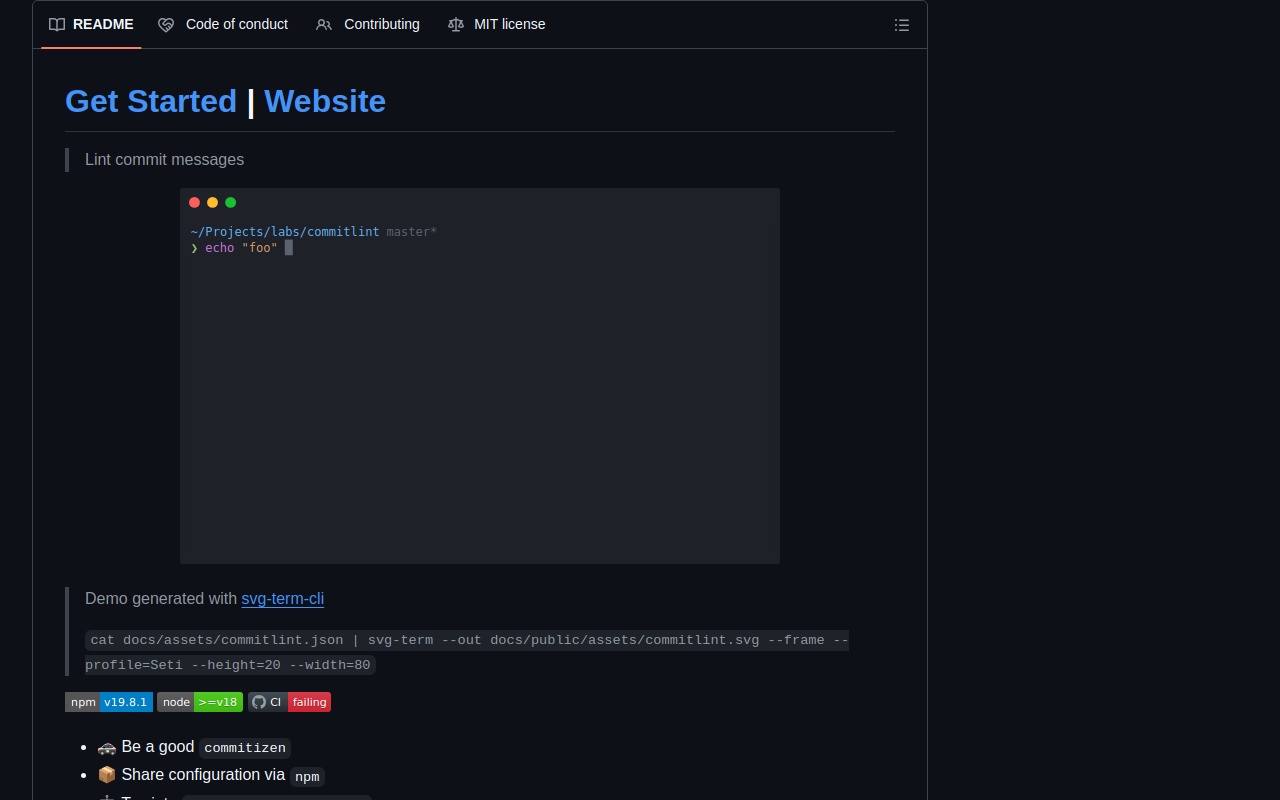 README Code of conduct Contributing MIT license
Get Started | Website
Lint commit messages
~/Projects/labs/commitlint master*
❯ echo "foo"
Demo generated with svg-term-cli
cat docs/assets/commitlint.json | svg-term --out docs/public/assets/commitlint.svg --frame --
profile=Seti --height=20 --width=80
npm v19.8.1 node >=v18 CI failing
Be a good commitizen
Share configuration via npm